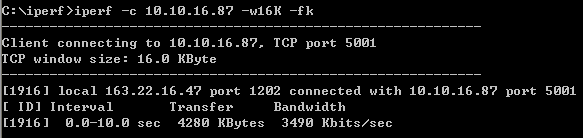 C:\iperf>iperf -c 10.10.16.87 -w16K -fk
------------------------------------------------------------
Client connecting to 10.10.16.87, TCP port 5001
TCP window size: 16.0 KByte
------------------------------------------------------------
[1916] local 163.22.16.47 port 1202 connected with 10.10.16.87 port 5001
[ ID] Interval       Transfer     Bandwidth
[1916]  0.0-10.0 sec  4280 KBytes  3490 Kbits/sec